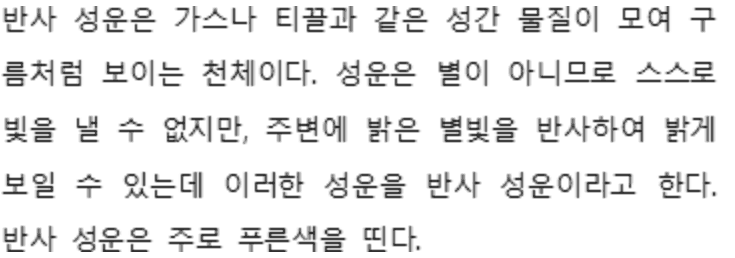 반사 성운은 가스나 티끌과 같은 성간 물질이 모여 구
름처럼 보이는 천체이다. 성운은 별이 아니므로 스스로
빛을 낼 수 없지만, 주변에 밝은 별빛을 반사하여 밝게
보일 수 있는데 이러한 성운을 반사 성운이라고 한다.
반사 성운은 주로 푸른색을 띤다.